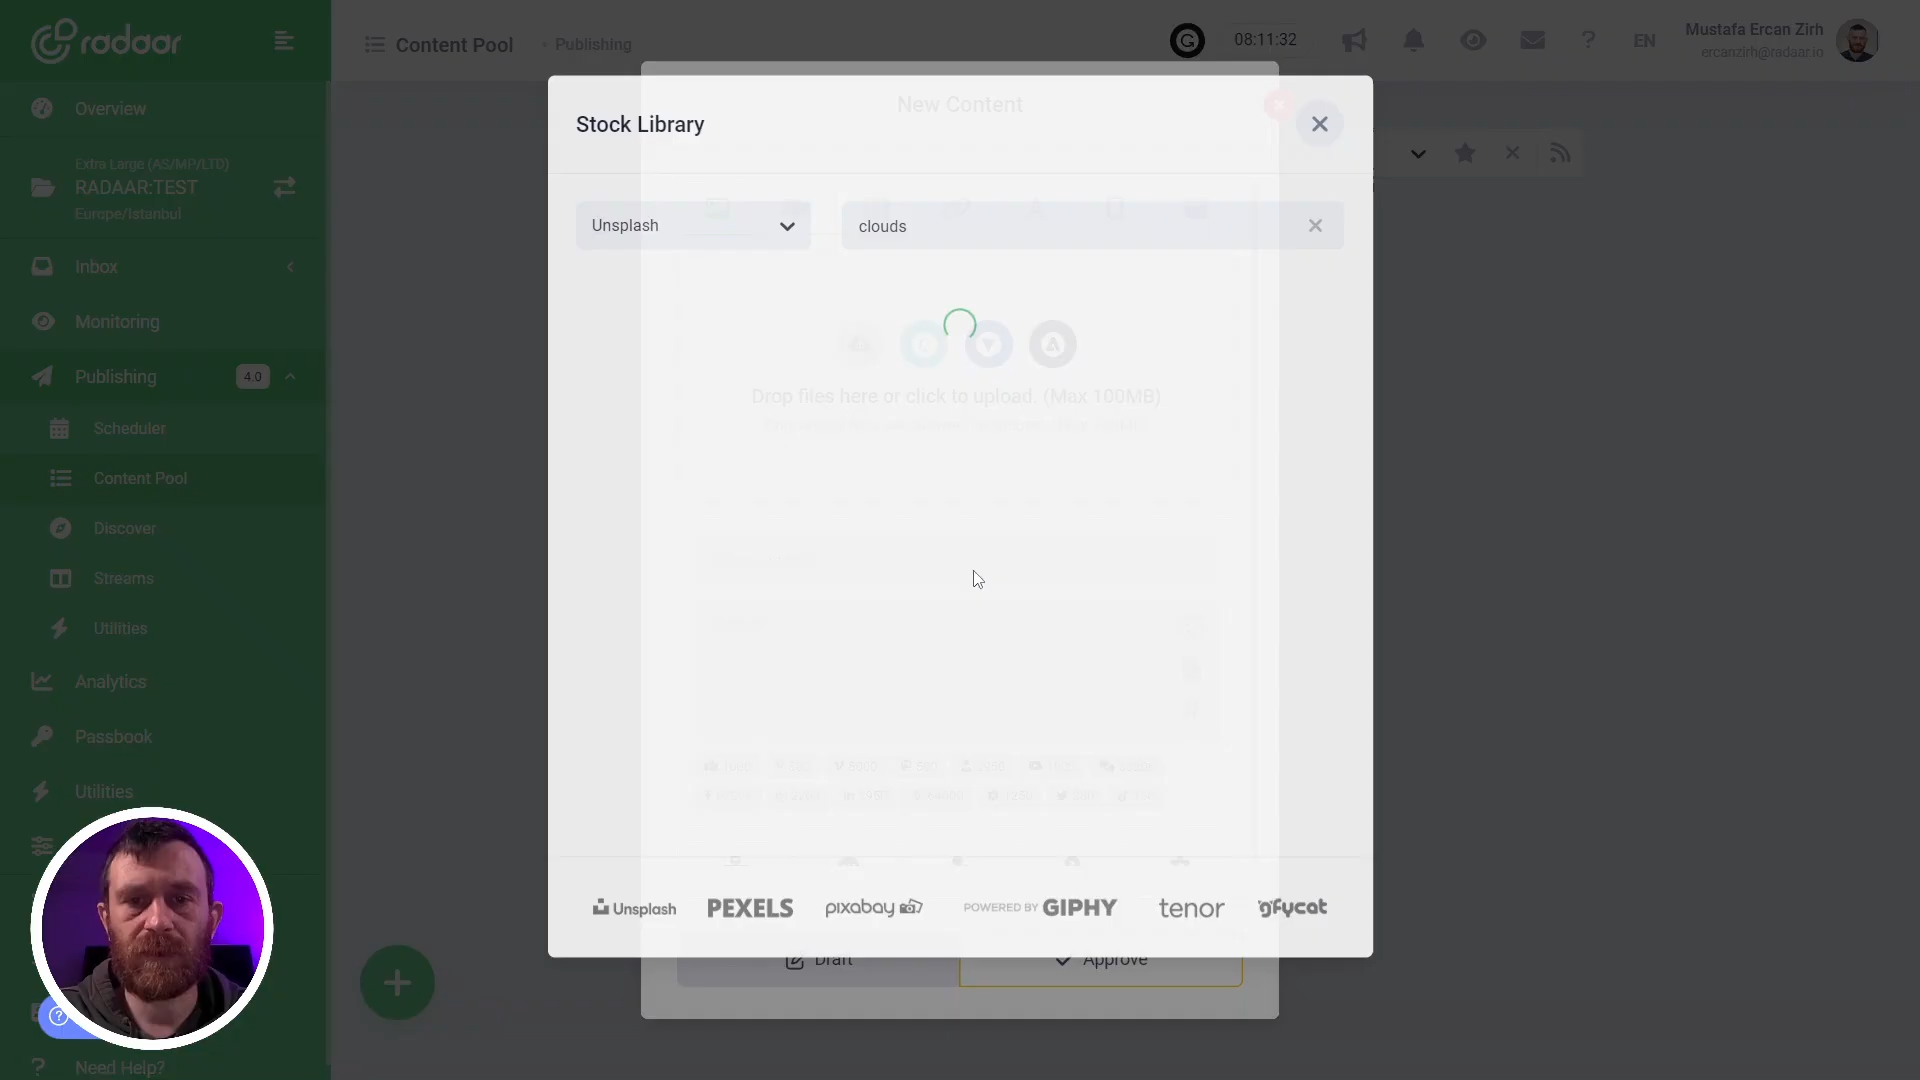 radaar
Content Pool
Publishing
08:11:32
EN
Mustafa Ercan Zirh
ercanzirh@radaar.io
Overview
Extra Large (AS/MP/LTD)
RADAAR:TEST
Europe/Istanbul
Inbox
Monitoring
Publishing
4.0
Scheduler
Content Pool
Discover
Streams
Utilities
Analytics
Passbook
Utilities
Need Help?
New Content
Stock Library
Unsplash
clouds
Drop files here or click to upload. (Max 100MB)
Unsplash
PEXELS
pixabay
POWERED BY GIPHY
tenor
gfycat
Draft
Approve